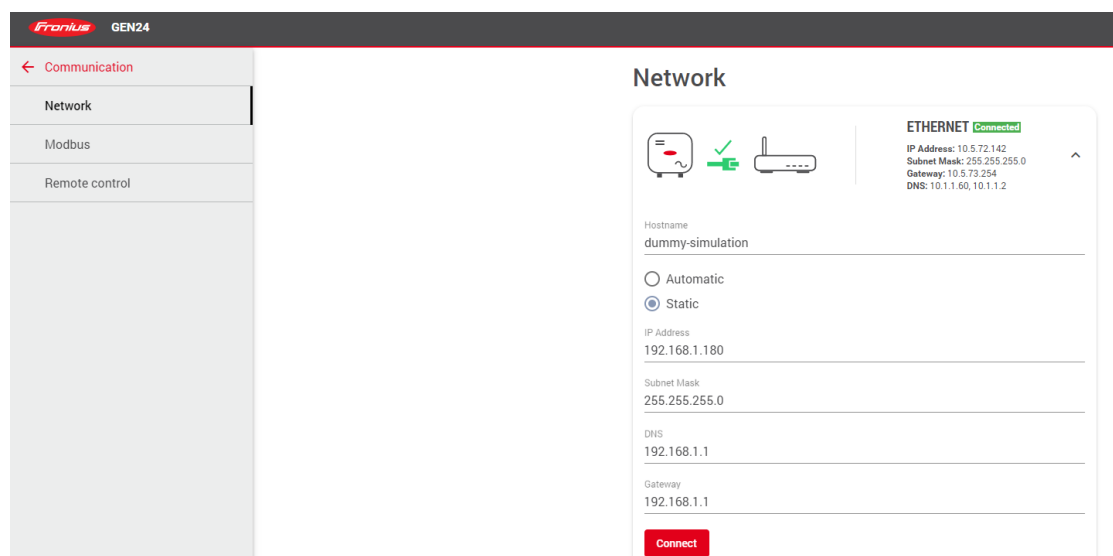 Fronius GEN24
Communication
Network
Modbus
Remote control
Network
ETHERNET Connected
IP Address: 10.5.72.142
Subnet Mask: 255.255.255.0
Gateway: 10.5.73.254
DNS: 10.1.1.60, 10.1.1.2
Hostname
dummy-simulation
Automatic
Static
IP Address
192.168.1.180
Subnet Mask
255.255.255.0
DNS
192.168.1.1
Gateway
192.168.1.1
Connect